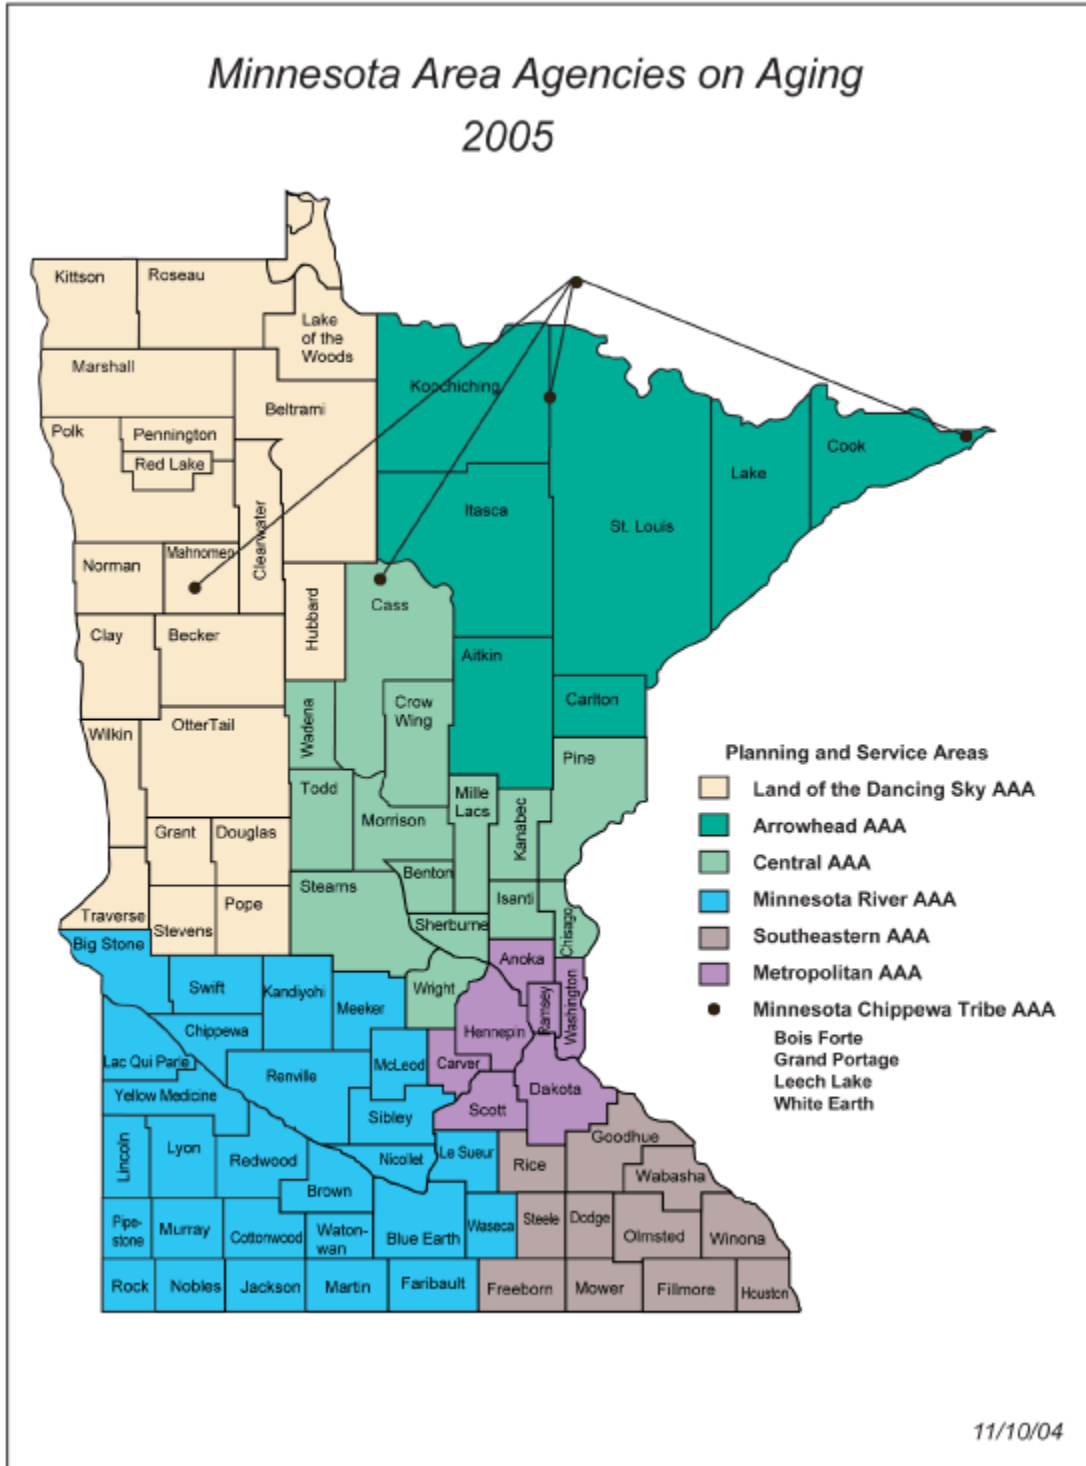 Minnesota Area Agencies on Aging
2005
Kittson
Roseau
Lake
of the
Woods
Marshall
Koochiching
Beltrami
Polk
Pennington
Red Lake
Cook
Lake
Itasca
St. Louis
Clearwater
Norman
Mahnomen
Cass
Hubbard
Clay
Becker
Aitkin
Carlton
Crow
Wing
Wadena
OtterTail
Wilkin
Pine
Todd
Mille
Lacs
Morrison
Kanabec
Grant
Douglas
Benton
Stearns
Isanti
Pope
Traverse
Stevens
Sherburne
Chisago
Big Stone
Anoka
Swift
Kandiyohi
Wright
Meeker
Ramsey
Washington
Chippewa
Hennepin
Lac Qui Parle
McLeod
Carver
Renville
Yellow Medicine
Dakota
Scott
Sibley
Goodhue
Lincoln
Lyon
Redwood
Nicollet
Le Sueur
Rice
Wabasha
Brown
Pipe-
stone
Murray
Cottonwood
Waton-
wan
Blue Earth
Waseca
Steele
Dodge
Olmsted
Winona
Rock
Nobles
Jackson
Martin
Faribault
Freeborn
Mower
Fillmore
Houston
Planning and Service Areas
Land of the Dancing Sky AAA
Arrowhead AAA
Central AAA
Minnesota River AAA
Southeastern AAA
Metropolitan AAA
Minnesota Chippewa Tribe AAA
Bois Forte
Grand Portage
Leech Lake
White Earth
11/10/04